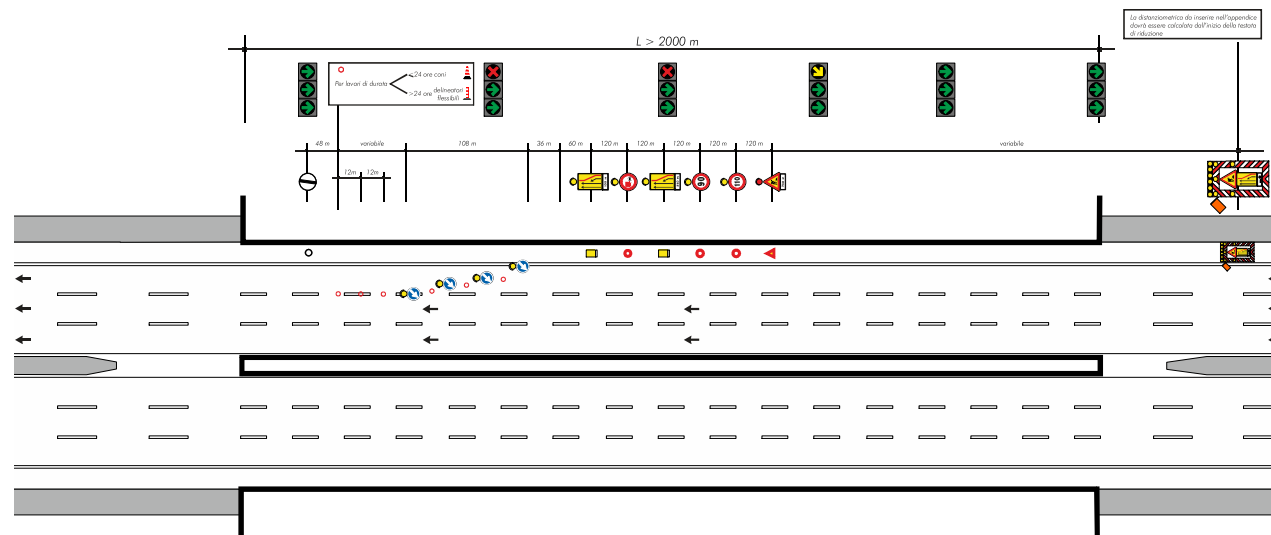 La distanziometrica da inserire nell'appendice
dovrà essere calcolata dall'inizio della testata
di riduzione
L > 2000 m
Per lavori di durata
<24 ore coni
>24 ore
delineatori
flessibili
48 m
variabile
108 m
36 m
60 m
120 m
120 m
120 m
120 m
120 m
variabile
12m
12m
90
110